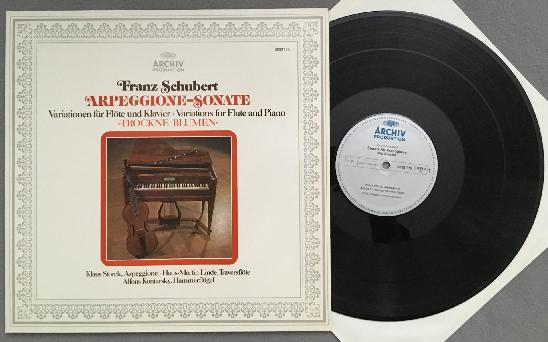 ARCHIV
PRODUKTION
Franz Schubert
ARPEGGIONE-SONATE
Variationen für Flöte und Klavier · Variations for Flute and Piano
»TROCKNE BLUMEN«
Klaus Storck, Arpeggione · Hans-Martin Linde, Traversflöte
Alfons Kontarsky, Hammerflügel
ARCHIV
PRODUKTION